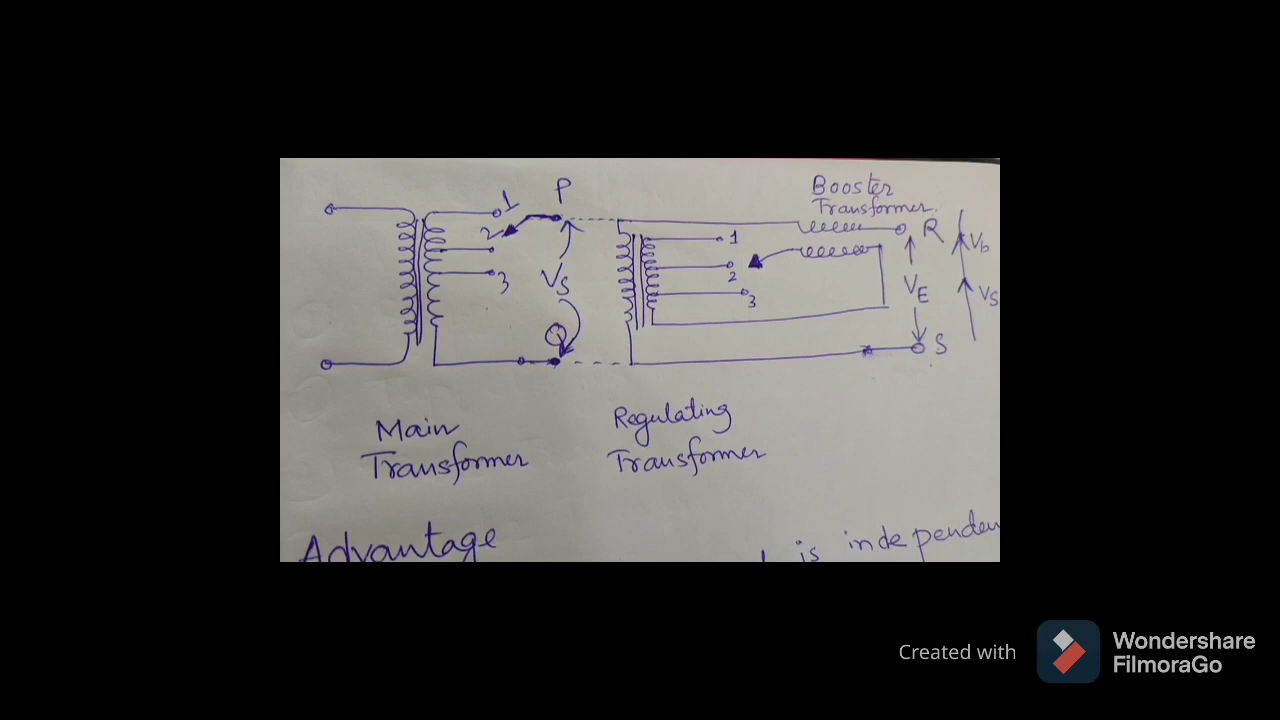 Booster
Transformer.
P
1
2
3
VS
Q
1
2
3
R
Vb
VE
VS
S
Main
Transformer
Regulating
Transformer
Advantage
is independen
Created with
Wondershare
FilmoraGo